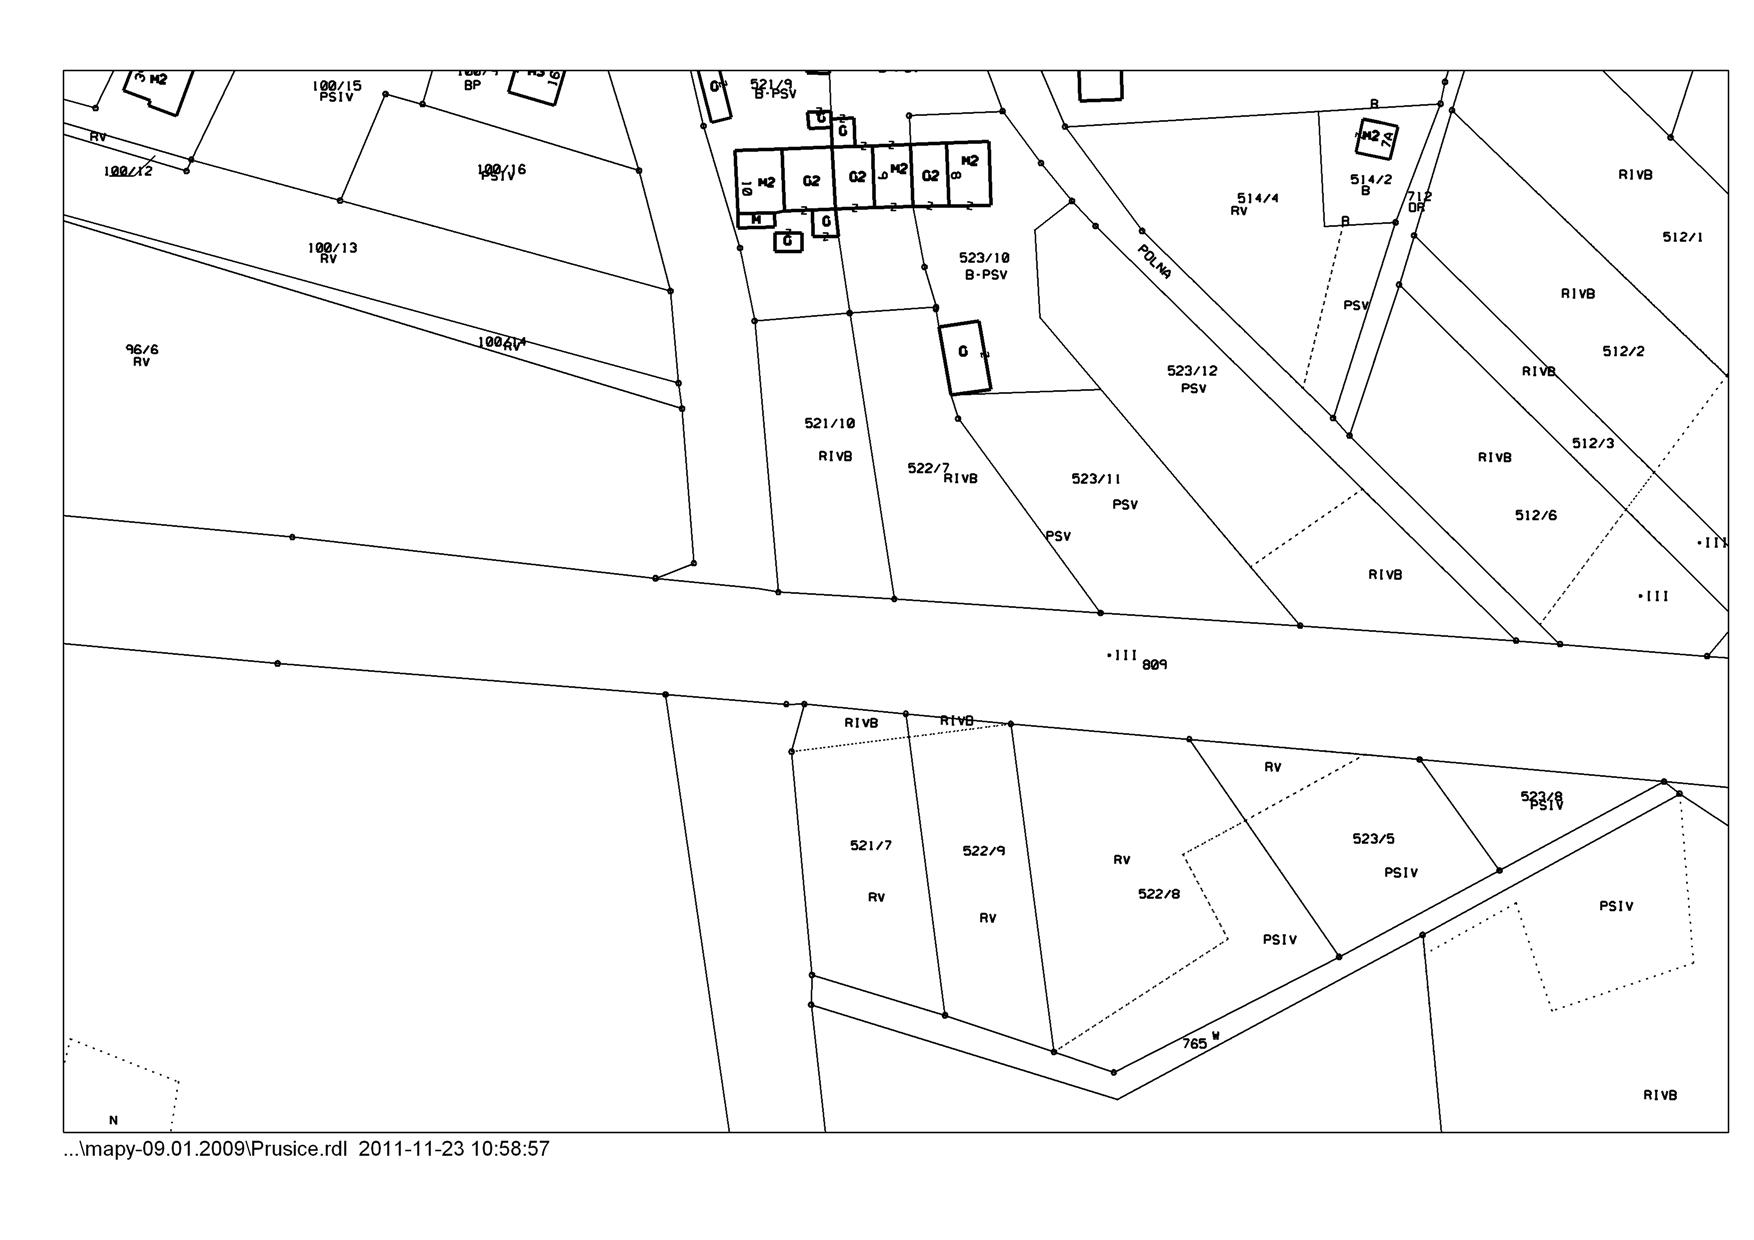 M2
16
100/15
PSIV
BP
521/9
B-PSV
G
RV
100/12
100/16
PSIV
G
G
10
M2
G2
G2
9
M2
G2
8
M2
M
G
G
B
M2
7A
514/2
B
B
514/4
RV
712
DR
RIVB
512/1
100/13
RV
523/10
B-PSV
POLNA
PSV
RIVB
512/2
96/6
RV
100/14
RV
G
523/12
PSV
RIVB
521/10
RIVB
522/7
RIVB
523/11
PSV
PSV
RIVB
512/3
RIVB
512/6
III
RIVB
III
III
809
RIVB
RIVB
RV
523/8
PSIV
521/7
RV
522/9
RV
RV
522/8
PSIV
523/5
PSIV
PSIV
765
W
RIVB
N
...\mapy-09.01.2009\Prusice.rdl 2011-11-23 10:58:57